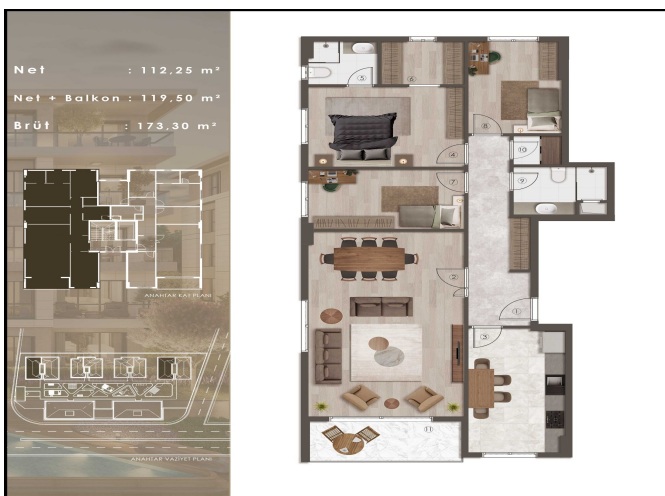 Net : 112,25 m²
Net + Balkon : 119,50 m²
Brüt : 173,30 m²
ANAHTAR KAT PLANI
ANAHTAR VAZİYET PLANI
5
6
8
10
4
7
9
2
1
3
11